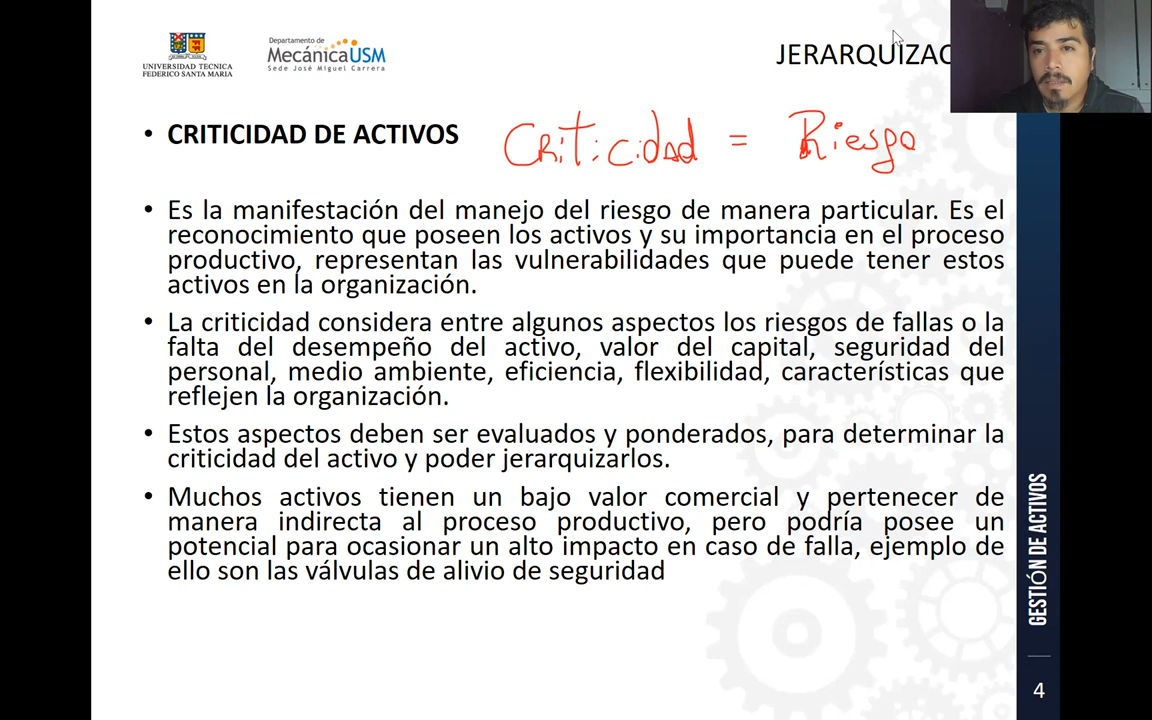 UNIVERSIDAD TECNICA
FEDERICO SANTA MARIA
Departamento de
MecánicaUSM
Sede José Miguel Carrera
JERARQUIZAC
• CRITICIDAD DE ACTIVOS
Criticidad = Riesgo
• Es la manifestación del manejo del riesgo de manera particular. Es el
reconocimiento que poseen los activos y su importancia en el proceso
productivo, representan las vulnerabilidades que puede tener estos
activos en la organización.
• La criticidad considera entre algunos aspectos los riesgos de fallas o la
falta del desempeño del activo, valor del capital, seguridad del
personal, medio ambiente, eficiencia, flexibilidad, características que
reflejen la organización.
• Estos aspectos deben ser evaluados y ponderados, para determinar la
criticidad del activo y poder jerarquizarlos.
• Muchos activos tienen un bajo valor comercial y pertenecer de
manera indirecta al proceso productivo, pero podría posee un
potencial para ocasionar un alto impacto en caso de falla, ejemplo de
ello son las válvulas de alivio de seguridad
GESTIÓN DE ACTIVOS
4